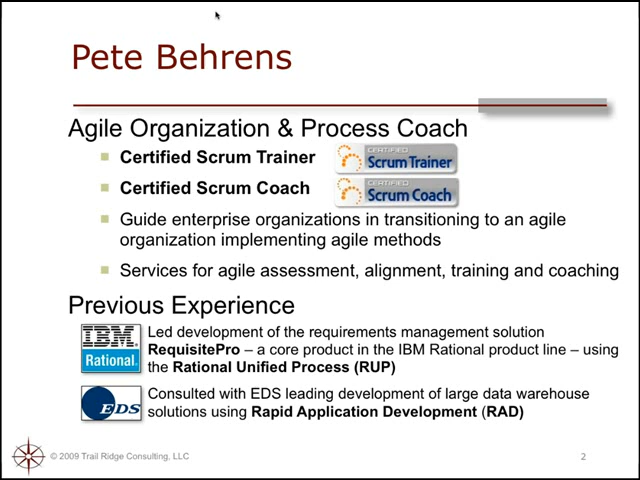 Pete Behrens
Agile Organization & Process Coach
Certified Scrum Trainer
CERTIFIED
Scrum Trainer
Certified Scrum Coach
CERTIFIED
Scrum Coach
Guide enterprise organizations in transitioning to an agile
organization implementing agile methods
Services for agile assessment, alignment, training and coaching
Previous Experience
IBM
Rational.
Led development of the requirements management solution
RequisitePro – a core product in the IBM Rational product line – using
the Rational Unified Process (RUP)
EDS
Consulted with EDS leading development of large data warehouse
solutions using Rapid Application Development (RAD)
© 2009 Trail Ridge Consulting, LLC
2